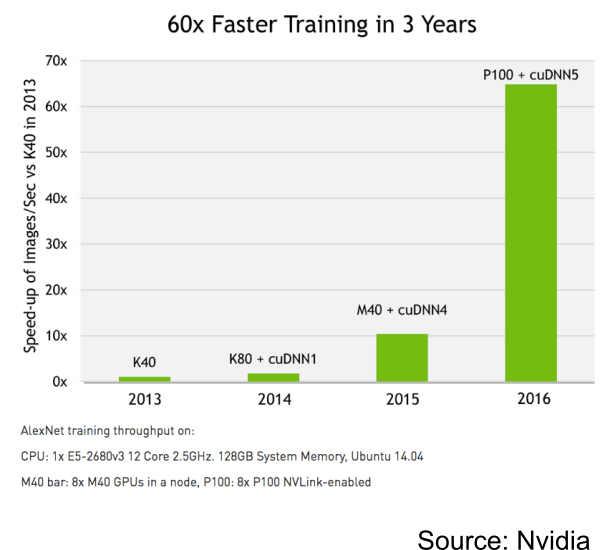 60x Faster Training in 3 Years
Speed-up of Images/Sec vs K40 in 2013
70x
60x
50x
40x
30x
20x
10x
0x
K40
K80 + cuDNN1
M40 + cuDNN4
P100 + cuDNN5
2013
2014
2015
2016
AlexNet training throughput on:
CPU: 1x E5-2680v3 12 Core 2.5GHz. 128GB System Memory, Ubuntu 14.04
M40 bar: 8x M40 GPUs in a node, P100: 8x P100 NVLink-enabled
Source: Nvidia